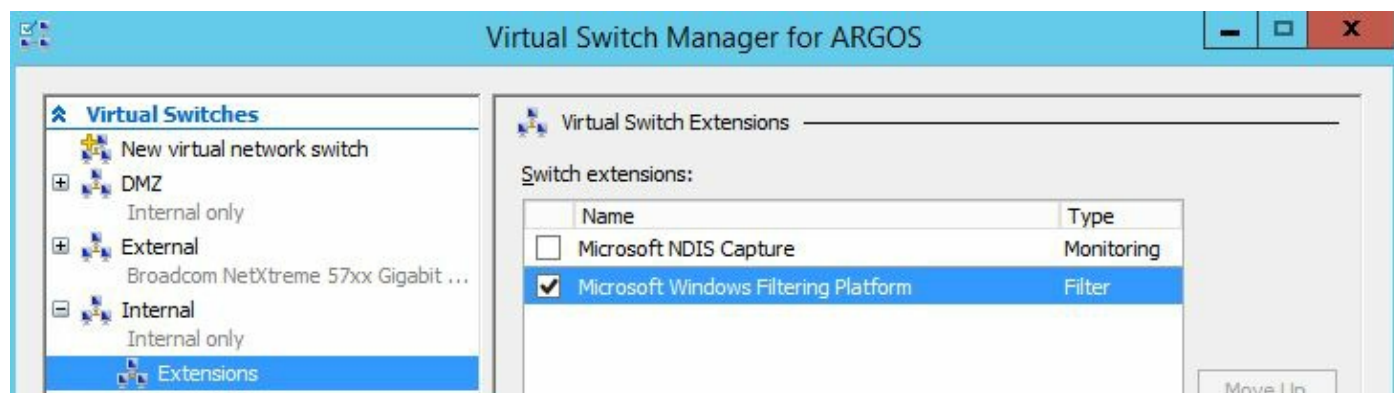 Virtual Switch Manager for ARGOS
Virtual Switches
New virtual network switch
DMZ
Internal only
External
Broadcom NetXtreme 57xx Gigabit ...
Internal
Internal only
Extensions
Virtual Switch Extensions
Switch extensions:
Name Type
Microsoft NDIS Capture Monitoring
Microsoft Windows Filtering Platform Filter
Move Up